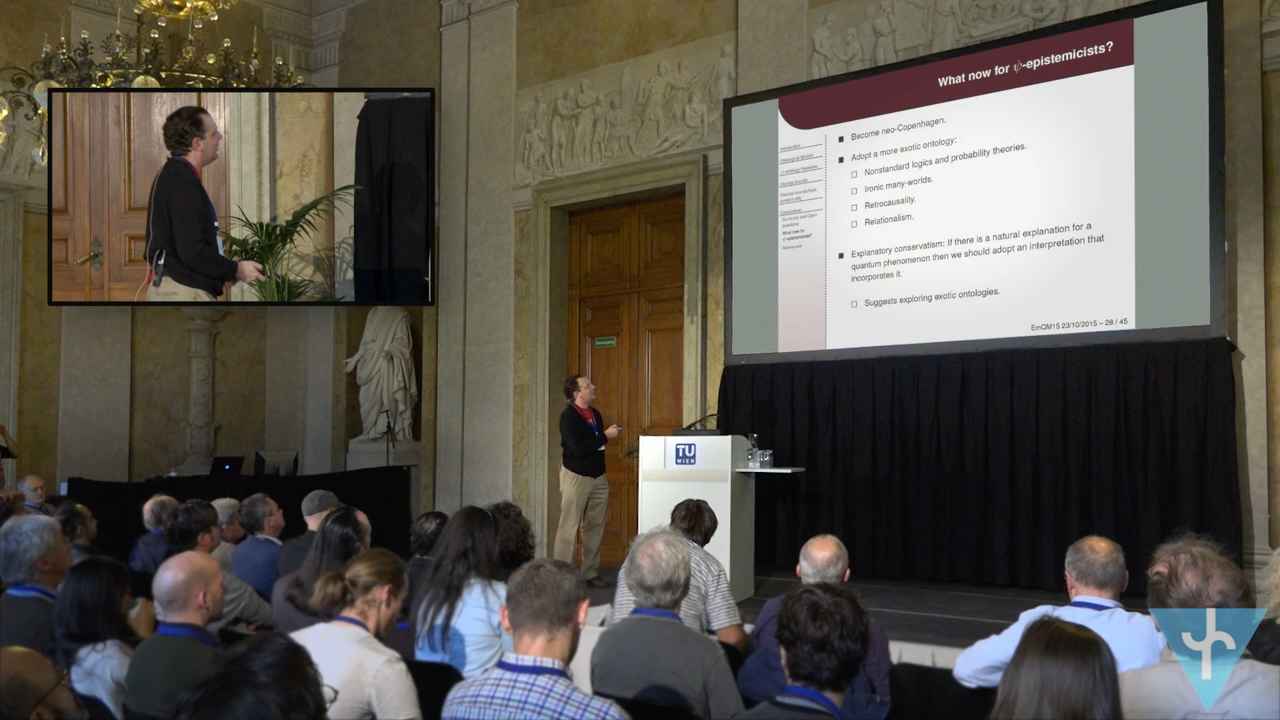 What now for ψ-epistemicists?
Become neo-Copenhagen.
Adopt a more exotic ontology:
Nonstandard logics and probability theories.
Ironic many-worlds.
Retrocausality.
Relationalism.
Explanatory conservatism: If there is a natural explanation for a
quantum phenomenon then we should adopt an interpretation that
incorporates it.
Suggests exploring exotic ontologies.
EmQM15 23/10/2015 – 28 / 45
TU
WIEN